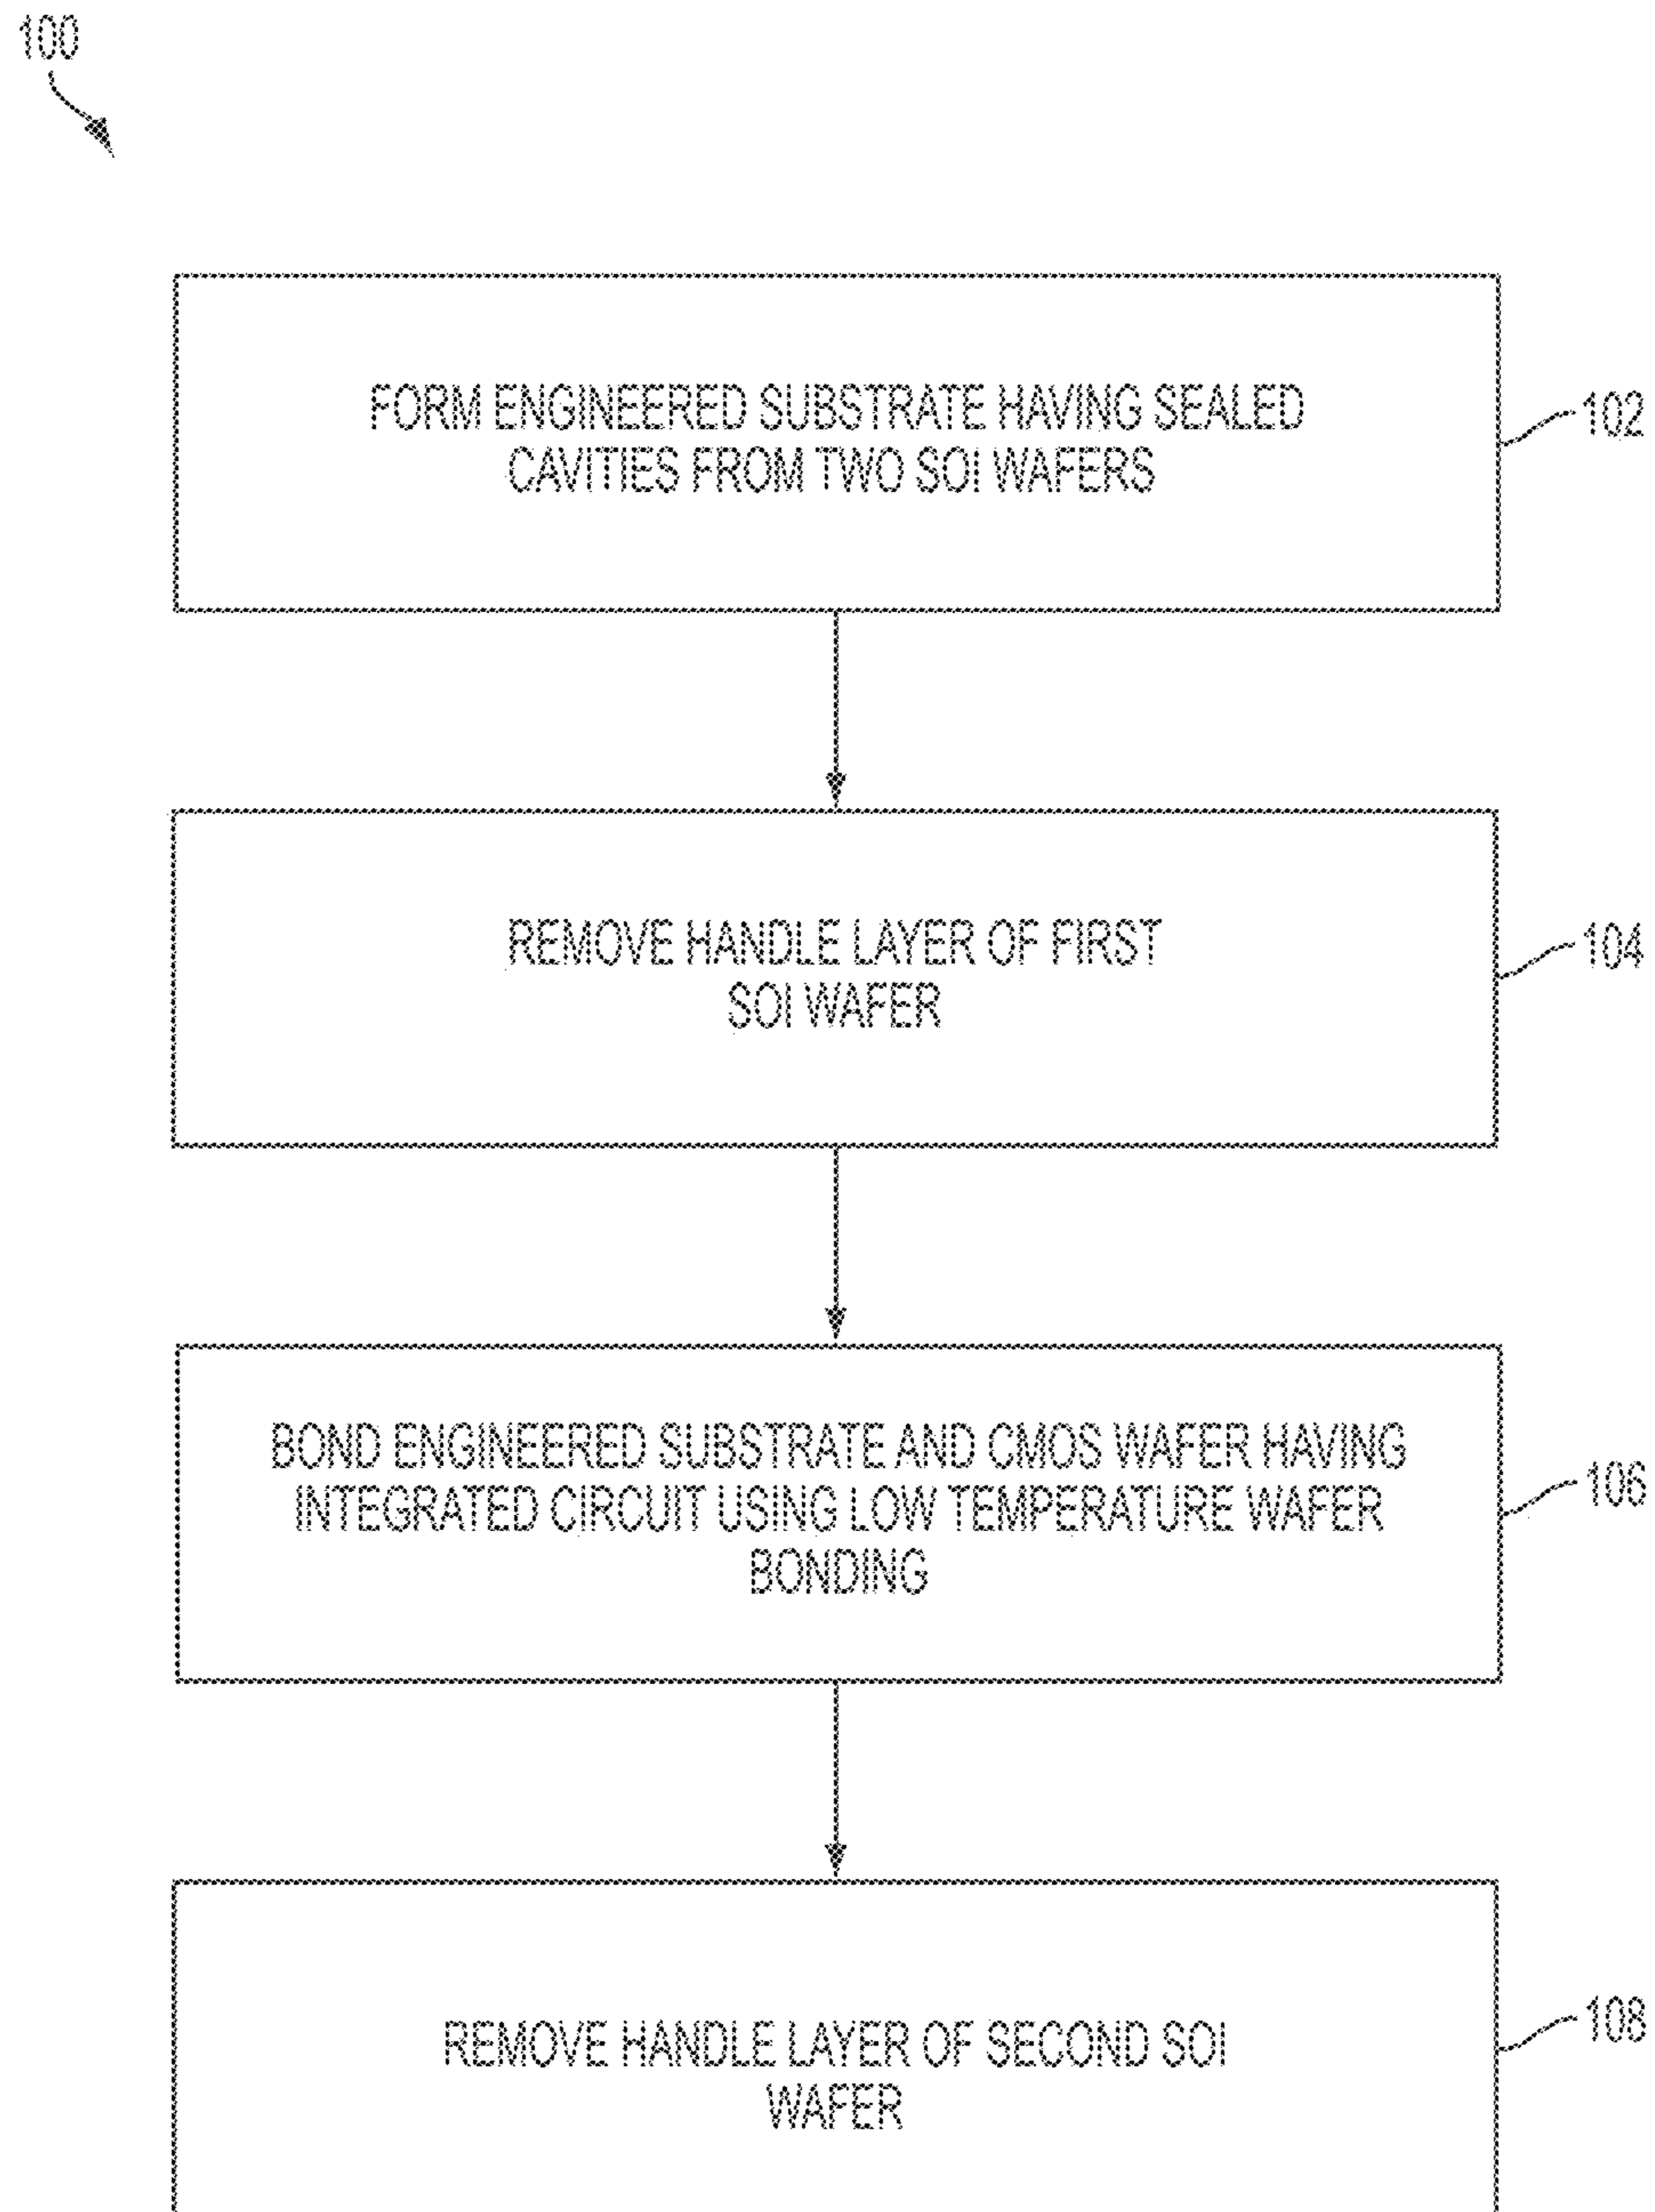 100
FORM ENGINEERED SUBSTRATE HAVING SEALED
CAVITIES FROM TWO SOI WAFERS
102
REMOVE HANDLE LAYER OF FIRST
SOI WAFER
104
BOND ENGINEERED SUBSTRATE AND CMOS WAFER HAVING
INTEGRATED CIRCUIT USING LOW TEMPERATURE WAFER
BONDING
106
REMOVE HANDLE LAYER OF SECOND SOI
WAFER
108